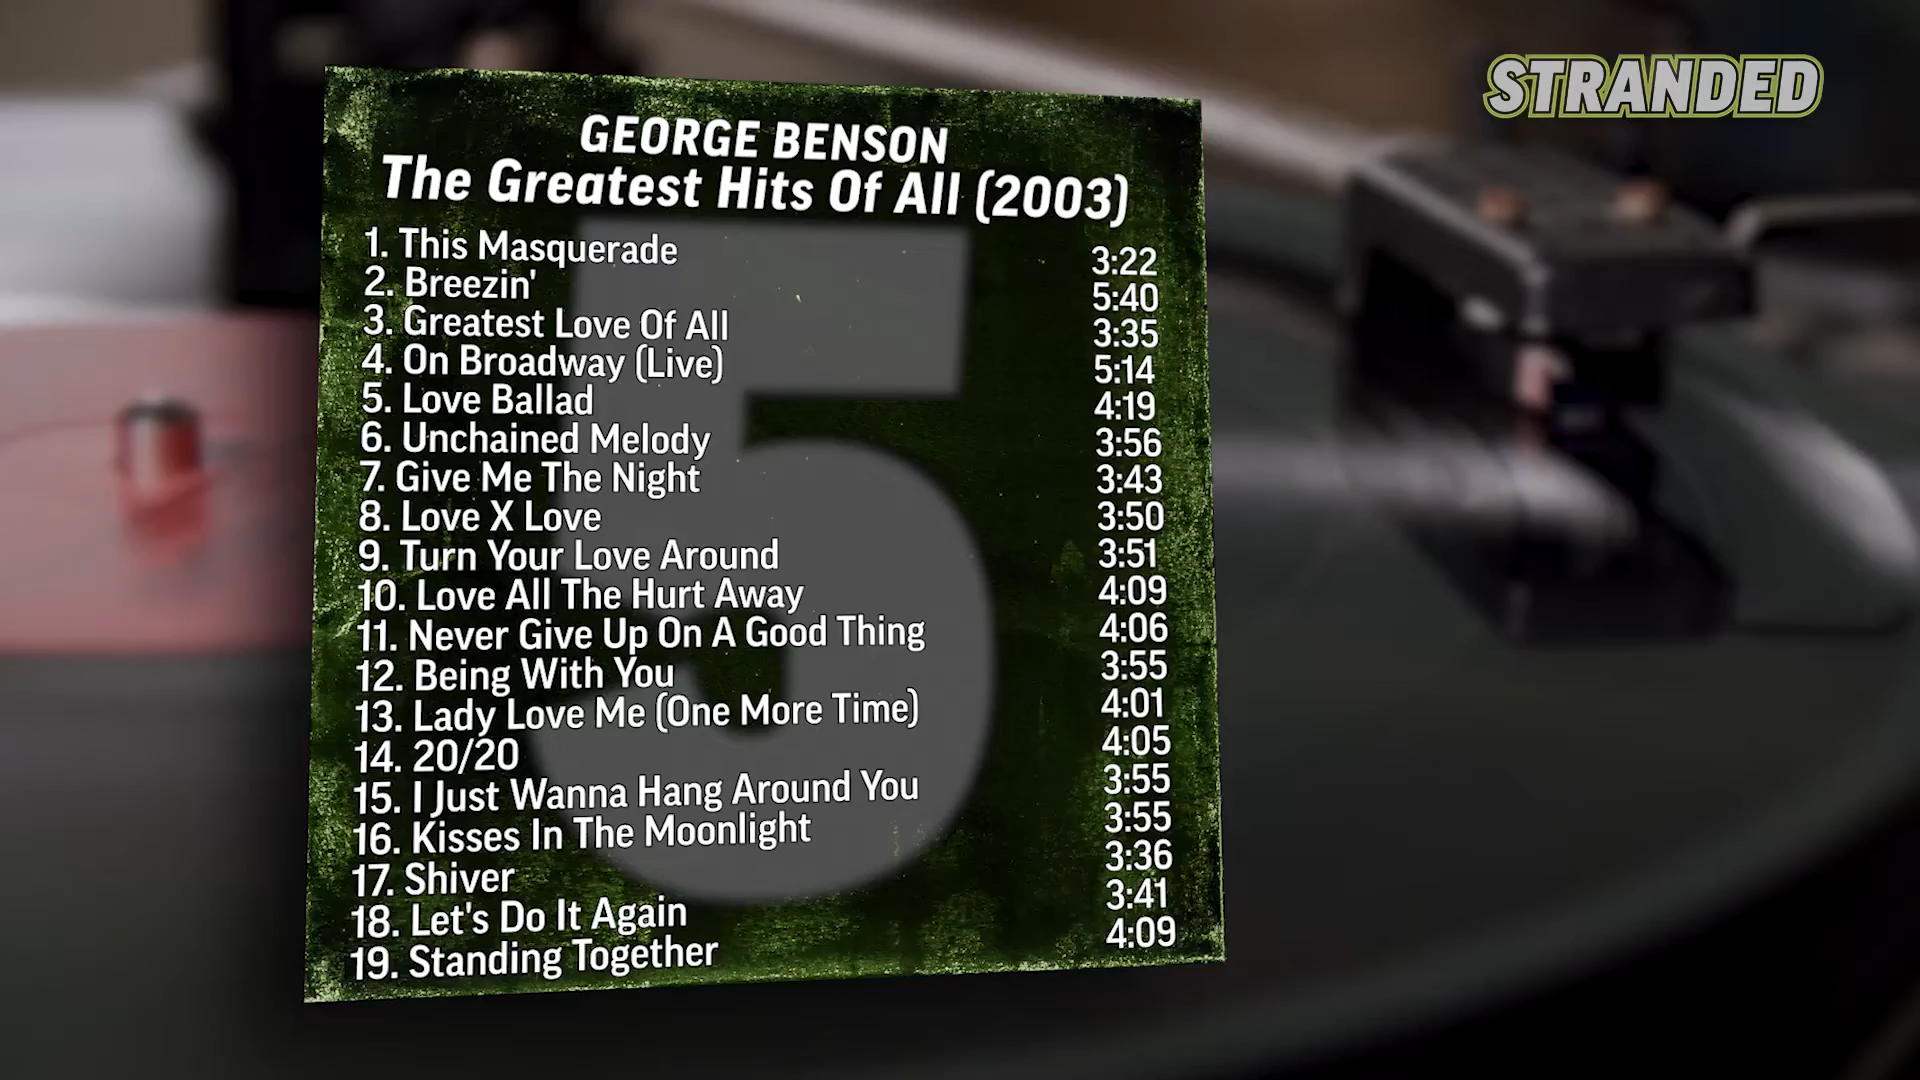 STRANDED
GEORGE BENSON
The Greatest Hits Of All (2003)
1. This Masquerade 3:22
2. Breezin' 5:40
3. Greatest Love Of All 3:35
4. On Broadway (Live) 5:14
5. Love Ballad 4:19
6. Unchained Melody 3:56
7. Give Me The Night 3:43
8. Love X Love 3:50
9. Turn Your Love Around 3:51
10. Love All The Hurt Away 4:09
11. Never Give Up On A Good Thing 4:06
12. Being With You 3:55
13. Lady Love Me (One More Time) 4:01
14. 20/20 4:05
15. I Just Wanna Hang Around You 3:55
16. Kisses In The Moonlight 3:55
17. Shiver 3:36
18. Let's Do It Again 3:41
19. Standing Together 4:09
5